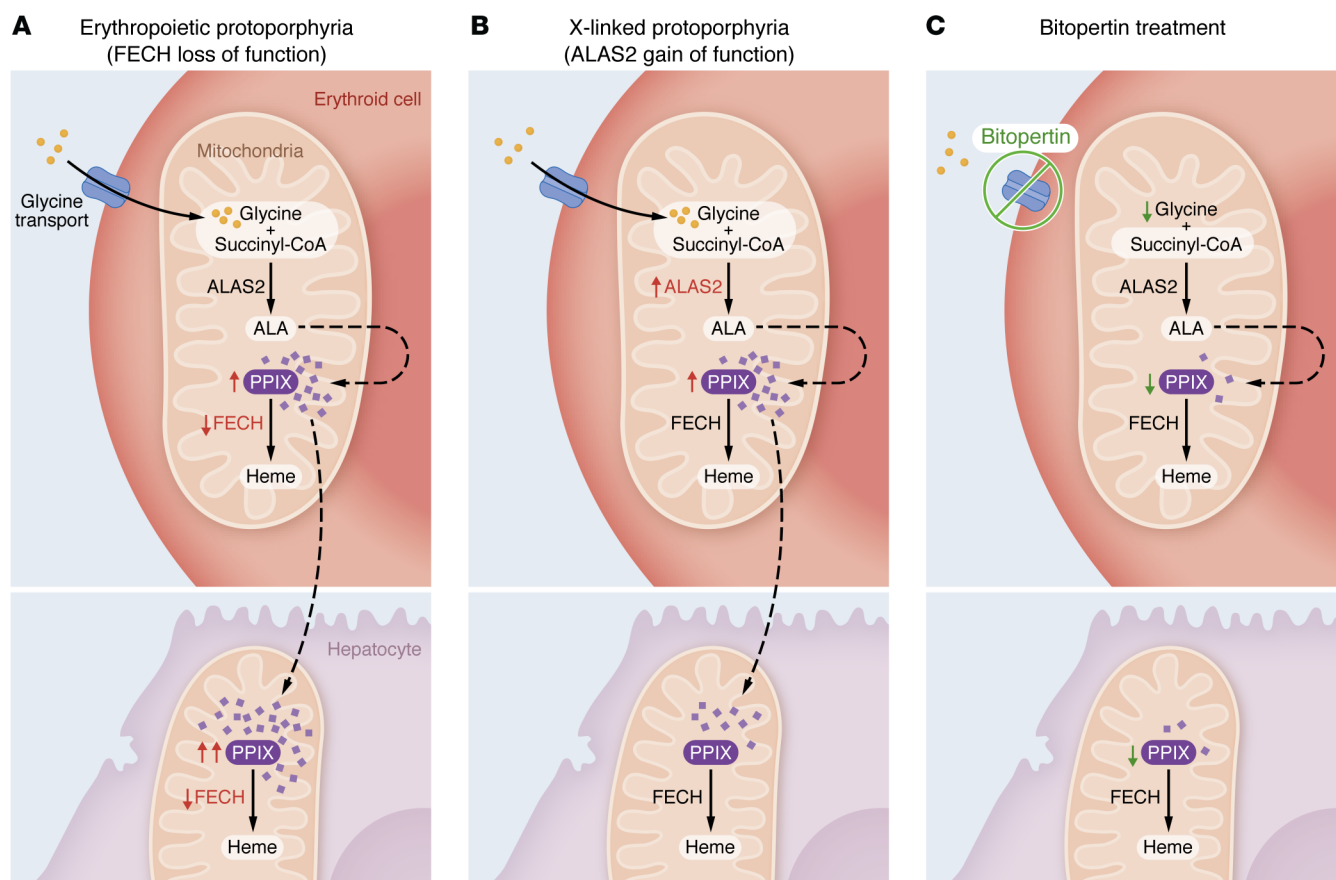 A
Erythropoietic protoporphyria
(FECH loss of function)
Erythroid cell
Mitochondria
Glycine
transport
Glycine
+
Succinyl-CoA
ALAS2
ALA
↑ PPIX
↓ FECH
Heme
Hepatocyte
↑↑ PPIX
↓ FECH
Heme
B
X-linked protoporphyria
(ALAS2 gain of function)
Glycine
+
Succinyl-CoA
↑ ALAS2
ALA
↑ PPIX
FECH
Heme
PPIX
FECH
Heme
C
Bitopertin treatment
Bitopertin
↓ Glycine
+
Succinyl-CoA
ALAS2
ALA
↓ PPIX
FECH
Heme
↓ PPIX
FECH
Heme